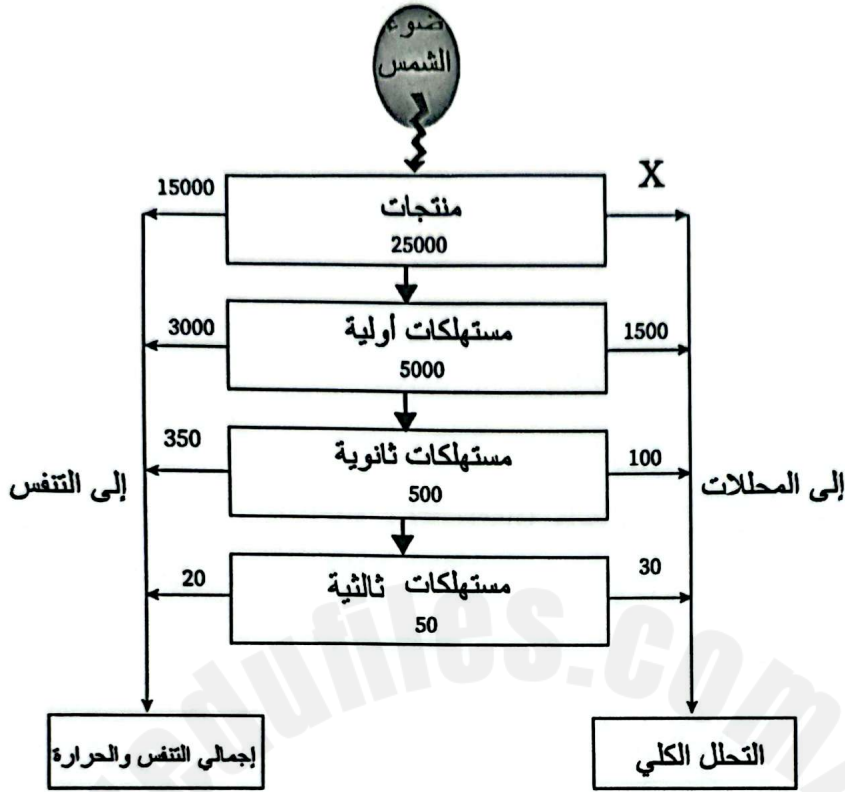 ضوء
الشمس
15000
X
منتجات
25000
3000
مستهلكات أولية
1500
5000
350
مستهلكات ثانوية
100
500
إلى التنفس
إلى المحللات
20
مستهلكات ثالثية
30
50
إجمالي التنفس والحرارة
التحلل الكلي